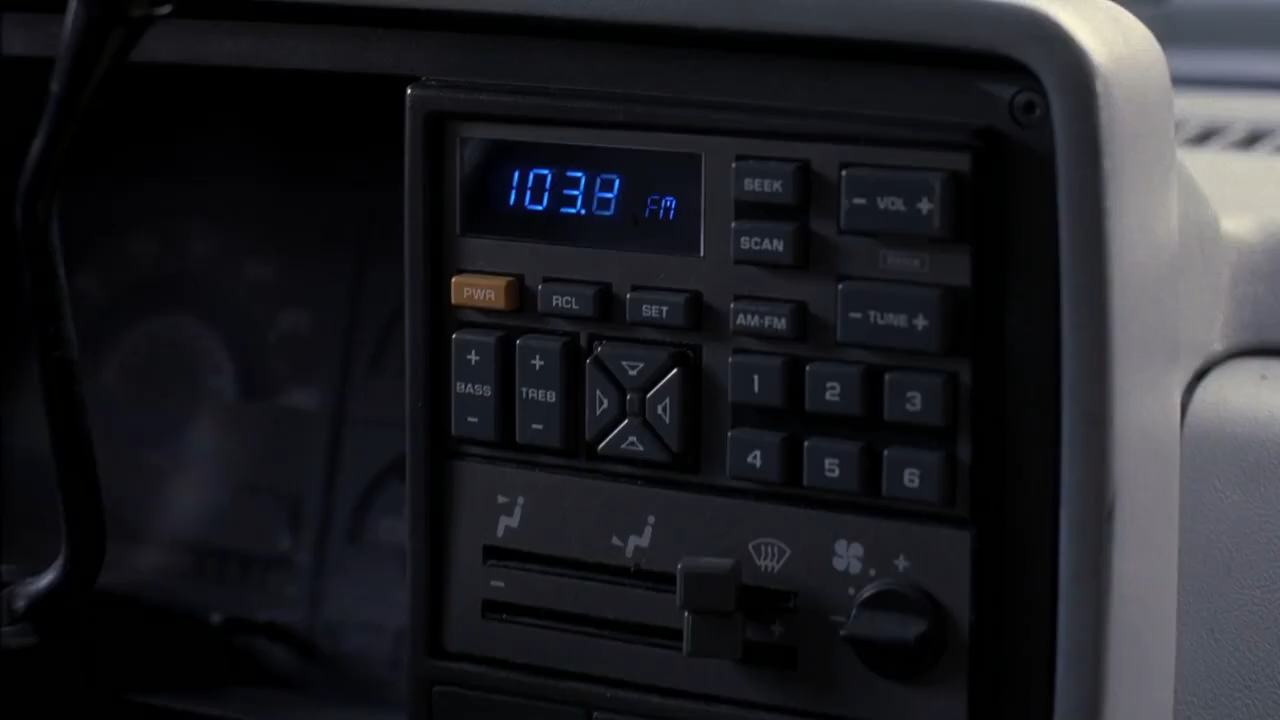 103.8 FM
SEEK
- VOL +
SCAN
PWR
RCL
SET
AM·FM
- TUNE +
+
BASS
-
+
TREB
-
1
2
3
4
5
6
+
-
+